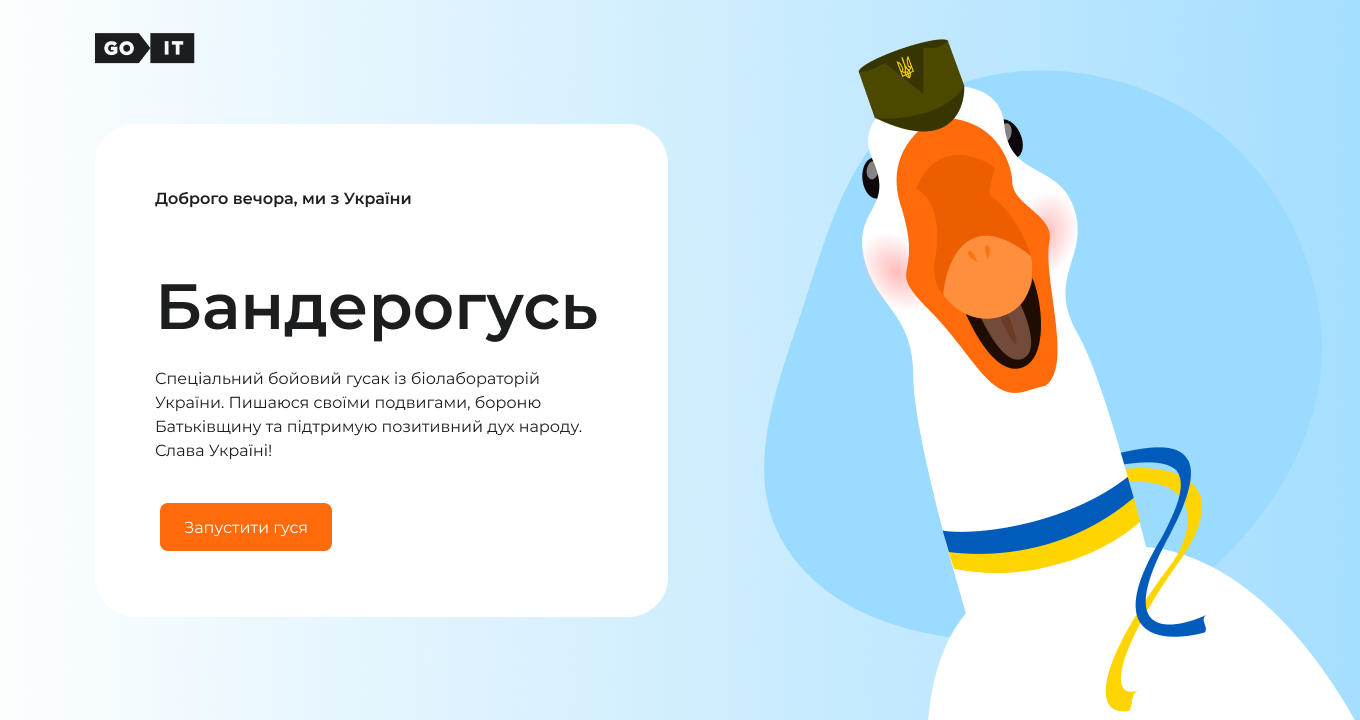 GO IT
Доброго вечора, ми з України
Бандерогусь
Спеціальний бойовий гусак із біолабораторій
України. Пишаюся своїми подвигами, бороню
Батьківщину та підтримую позитивний дух народу.
Слава Україні!
Запустити гуся